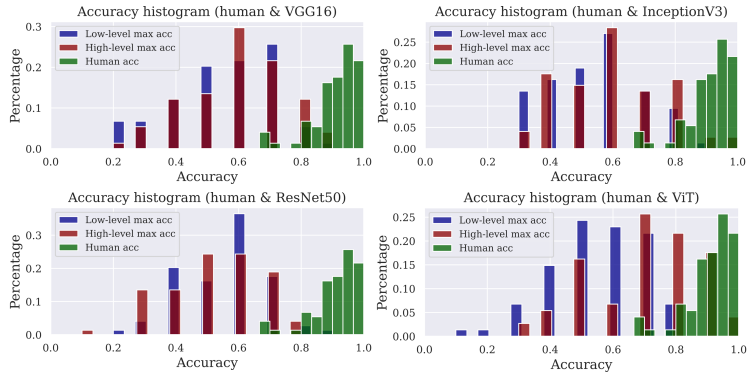 Accuracy histogram (human & VGG16)
Percentage
0.3
0.2
0.1
0.0
Low-level max acc
High-level max acc
Human acc
0.0 0.2 0.4 0.6 0.8 1.0
Accuracy
Accuracy histogram (human & InceptionV3)
Percentage
0.25
0.20
0.15
0.10
0.05
0.00
Low-level max acc
High-level max acc
Human acc
0.0 0.2 0.4 0.6 0.8 1.0
Accuracy
Accuracy histogram (human & ResNet50)
Percentage
0.3
0.2
0.1
0.0
Low-level max acc
High-level max acc
Human acc
0.0 0.2 0.4 0.6 0.8 1.0
Accuracy
Accuracy histogram (human & ViT)
Percentage
0.25
0.20
0.15
0.10
0.05
0.00
Low-level max acc
High-level max acc
Human acc
0.0 0.2 0.4 0.6 0.8 1.0
Accuracy